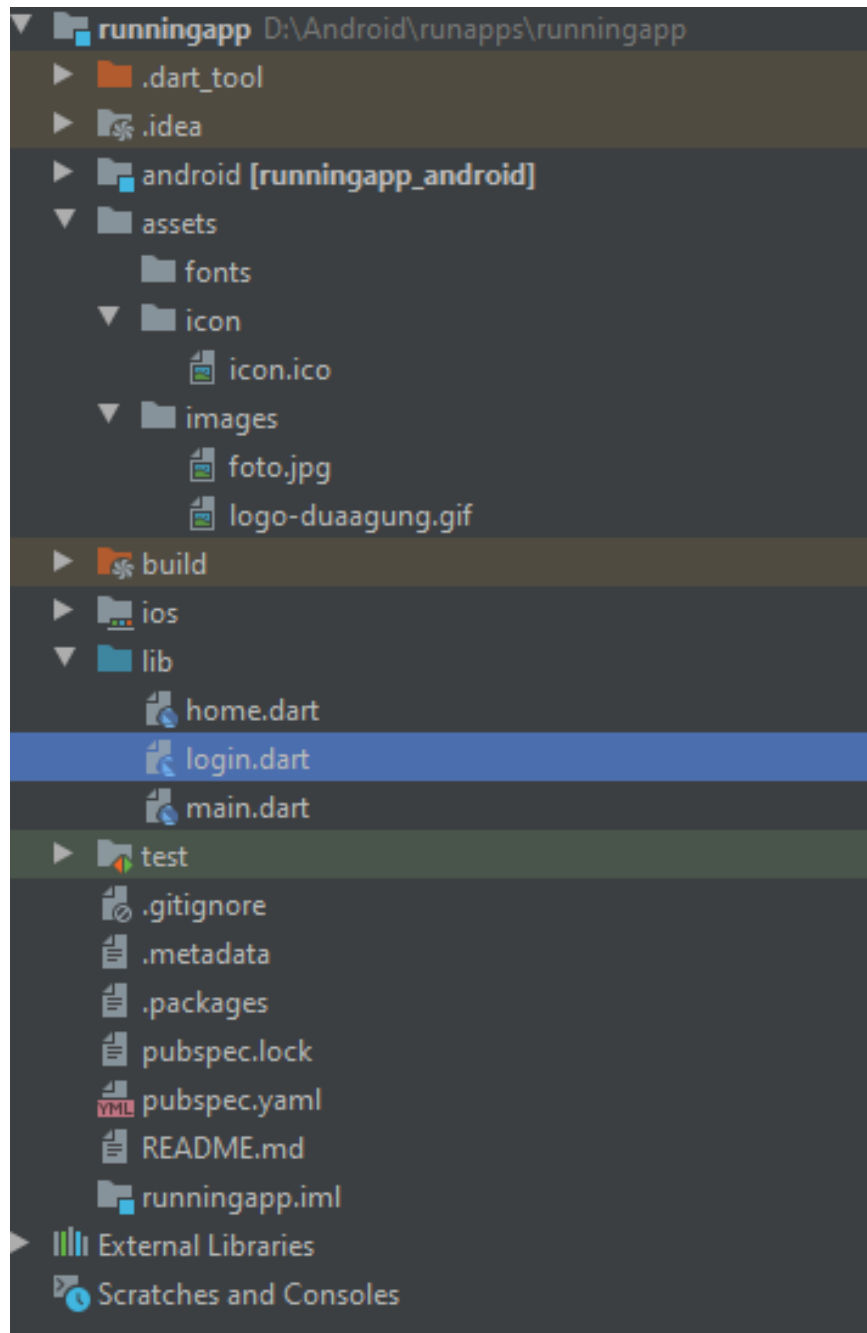 runningapp D:\Android\runapps\runningapp
.dart_tool
.idea
android [runningapp_android]
assets
fonts
icon
icon.ico
images
foto.jpg
logo-duaagung.gif
build
ios
lib
home.dart
login.dart
main.dart
test
.gitignore
.metadata
.packages
pubspec.lock
YML pubspec.yaml
README.md
runningapp.iml
External Libraries
Scratches and Consoles